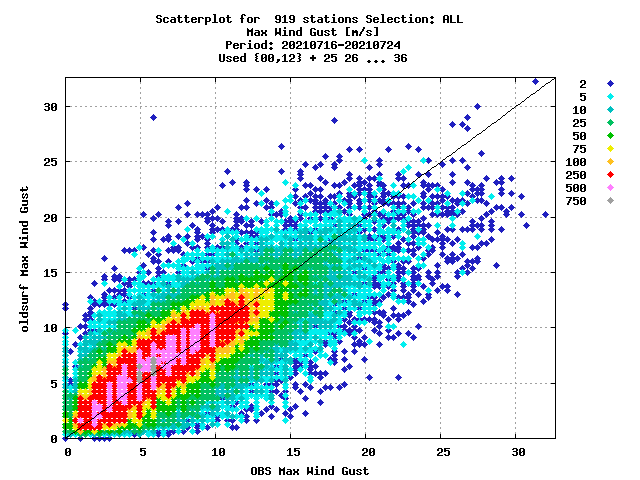 Scatterplot for  919 stations Selection: ALL
Max Wind Gust [m/s]
Period: 20210716-20210724
Used {00,12} + 25 26 ... 36
2
5
10
25
50
75
100
250
500
750
30
25
20
15
10
5
0
oldsurf Max Wind Gust
0 5 10 15 20 25 30
OBS Max Wind Gust